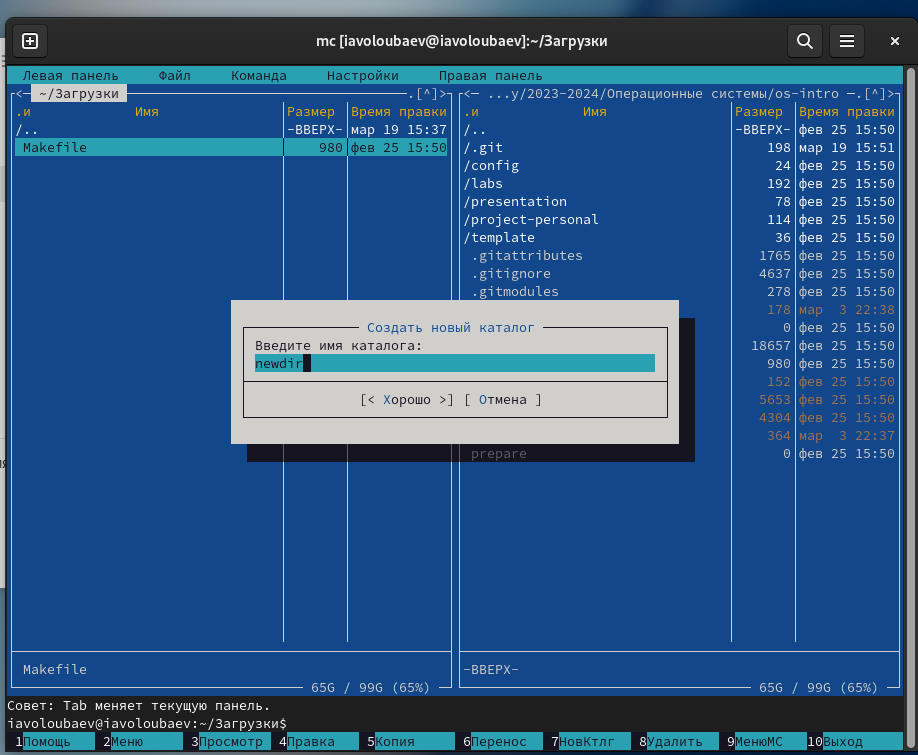 mc [iavoloubaev@iavoloubaev]:~/Загрузки
Левая панель Файл Команда Настройки Правая панель
<─ ~/Загрузки .[^]>
.и Имя Размер Время правки
/.. -ВВЕРХ- мар 19 15:37
Makefile 980 фев 25 15:50
Makefile
65G / 99G (65%)
<─ ...y/2023-2024/Операционные системы/os-intro ─.[^]>
.и Имя Размер Время правки
/.. -ВВЕРХ- фев 25 15:50
/.git 198 мар 19 15:51
/config 24 фев 25 15:50
/labs 192 фев 25 15:50
/presentation 78 фев 25 15:50
/project-personal 114 фев 25 15:50
/template 36 фев 25 15:50
.gitattributes 1765 фев 25 15:50
.gitignore 4637 фев 25 15:50
.gitmodules 278 фев 25 15:50
178 мар 3 22:38
0 фев 25 15:50
18657 фев 25 15:50
980 фев 25 15:50
152 фев 25 15:50
5653 фев 25 15:50
4304 фев 25 15:50
364 мар 3 22:37
prepare 0 фев 25 15:50
-ВВЕРХ-
65G / 99G (65%)
Создать новый каталог
Введите имя каталога:
newdir
[< Хорошо >] [ Отмена ]
Совет: Tab меняет текущую панель.
iavoloubaev@iavoloubaev:~/Загрузки$
1Помощь 2Меню 3Просмотр 4Правка 5Копия 6Перенос 7НовКтлг 8Удалить 9МенюMC 10Выход